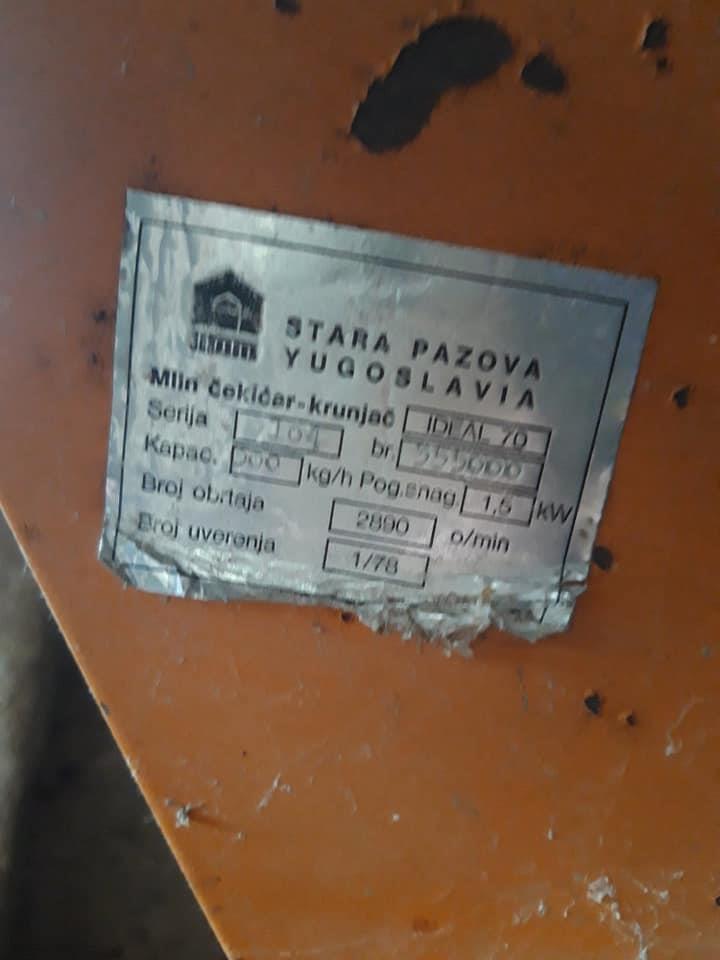 STARA PAZOVA
YUGOSLAVIA
Mlin čekićar-krunjač IDEAL 70
Serija br.
Kapac. kg/h Pog.snag. 1,5 kW
Broj obrtaja 2890 o/min
Broj uverenja 1/78